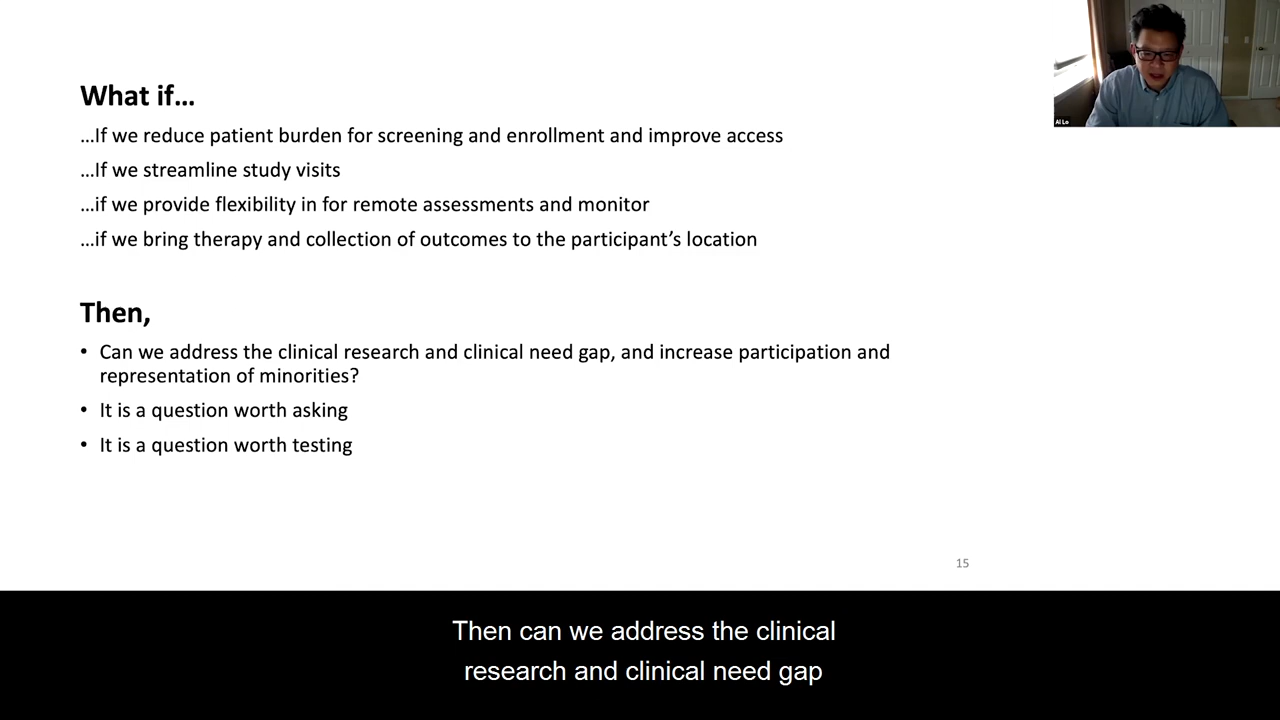 What if…
…If we reduce patient burden for screening and enrollment and improve access
…If we streamline study visits
…if we provide flexibility in for remote assessments and monitor
…if we bring therapy and collection of outcomes to the participant’s location
Then,
• Can we address the clinical research and clinical need gap, and increase participation and
representation of minorities?
• It is a question worth asking
• It is a question worth testing
15
Al Lo
Then can we address the clinical
research and clinical need gap